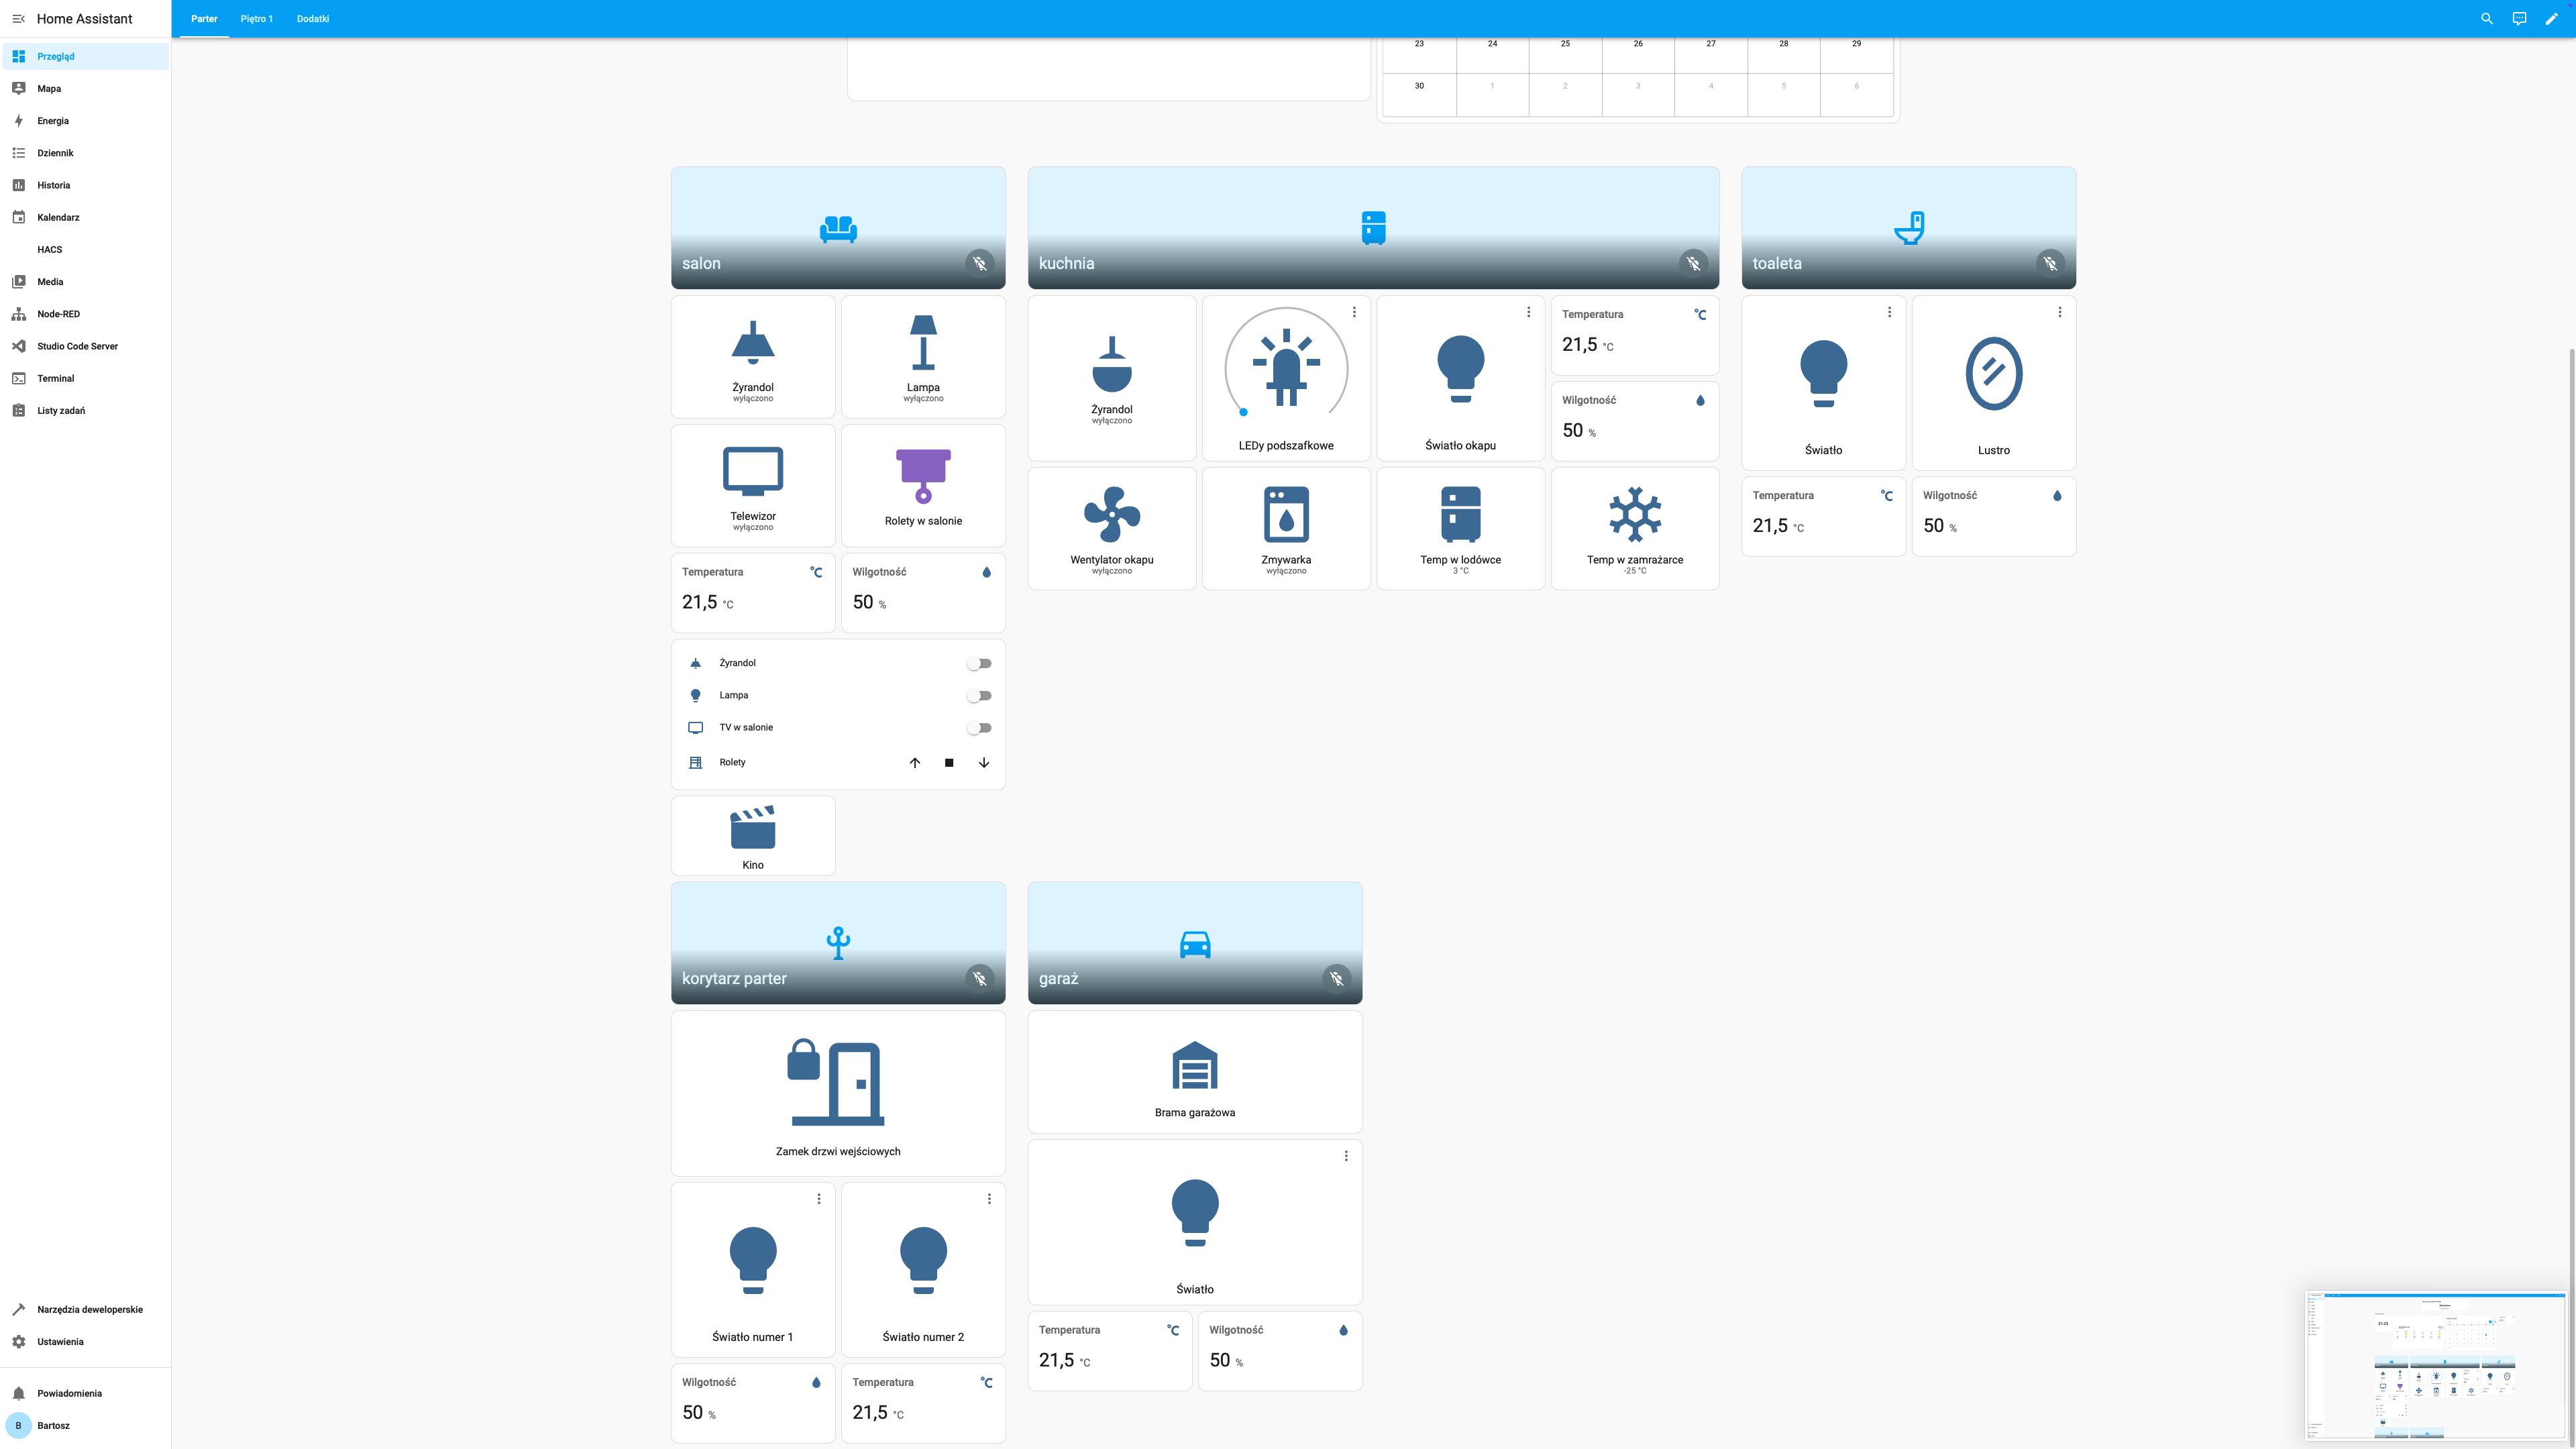 Home Assistant
Parter
Piętro 1
Dodatki
Przegląd
Mapa
Energia
Dziennik
Historia
Kalendarz
HACS
Media
Node-RED
Studio Code Server
Terminal
Listy zadań
Narzędzia deweloperskie
Ustawienia
Powiadomienia
B
Bartosz
23 24 25 26 27 28 29
30 1 2 3 4 5 6
salon
Żyrandol
wyłączono
Lampa
wyłączono
Telewizor
wyłączono
Rolety w salonie
Temperatura °C
21,5 °C
Wilgotność
50 %
Żyrandol
Lampa
TV w salonie
Rolety
Kino
kuchnia
Żyrandol
wyłączono
LEDy podszafkowe
Światło okapu
Temperatura °C
21,5 °C
Wilgotność
50 %
Wentylator okapu
wyłączono
Zmywarka
wyłączono
Temp w lodówce
3 °C
Temp w zamrażarce
-25 °C
toaleta
Światło
Lustro
Temperatura °C
21,5 °C
Wilgotność
50 %
korytarz parter
Zamek drzwi wejściowych
Światło numer 1
Światło numer 2
Wilgotność
50 %
Temperatura °C
21,5 °C
garaż
Brama garażowa
Światło
Temperatura °C
21,5 °C
Wilgotność
50 %